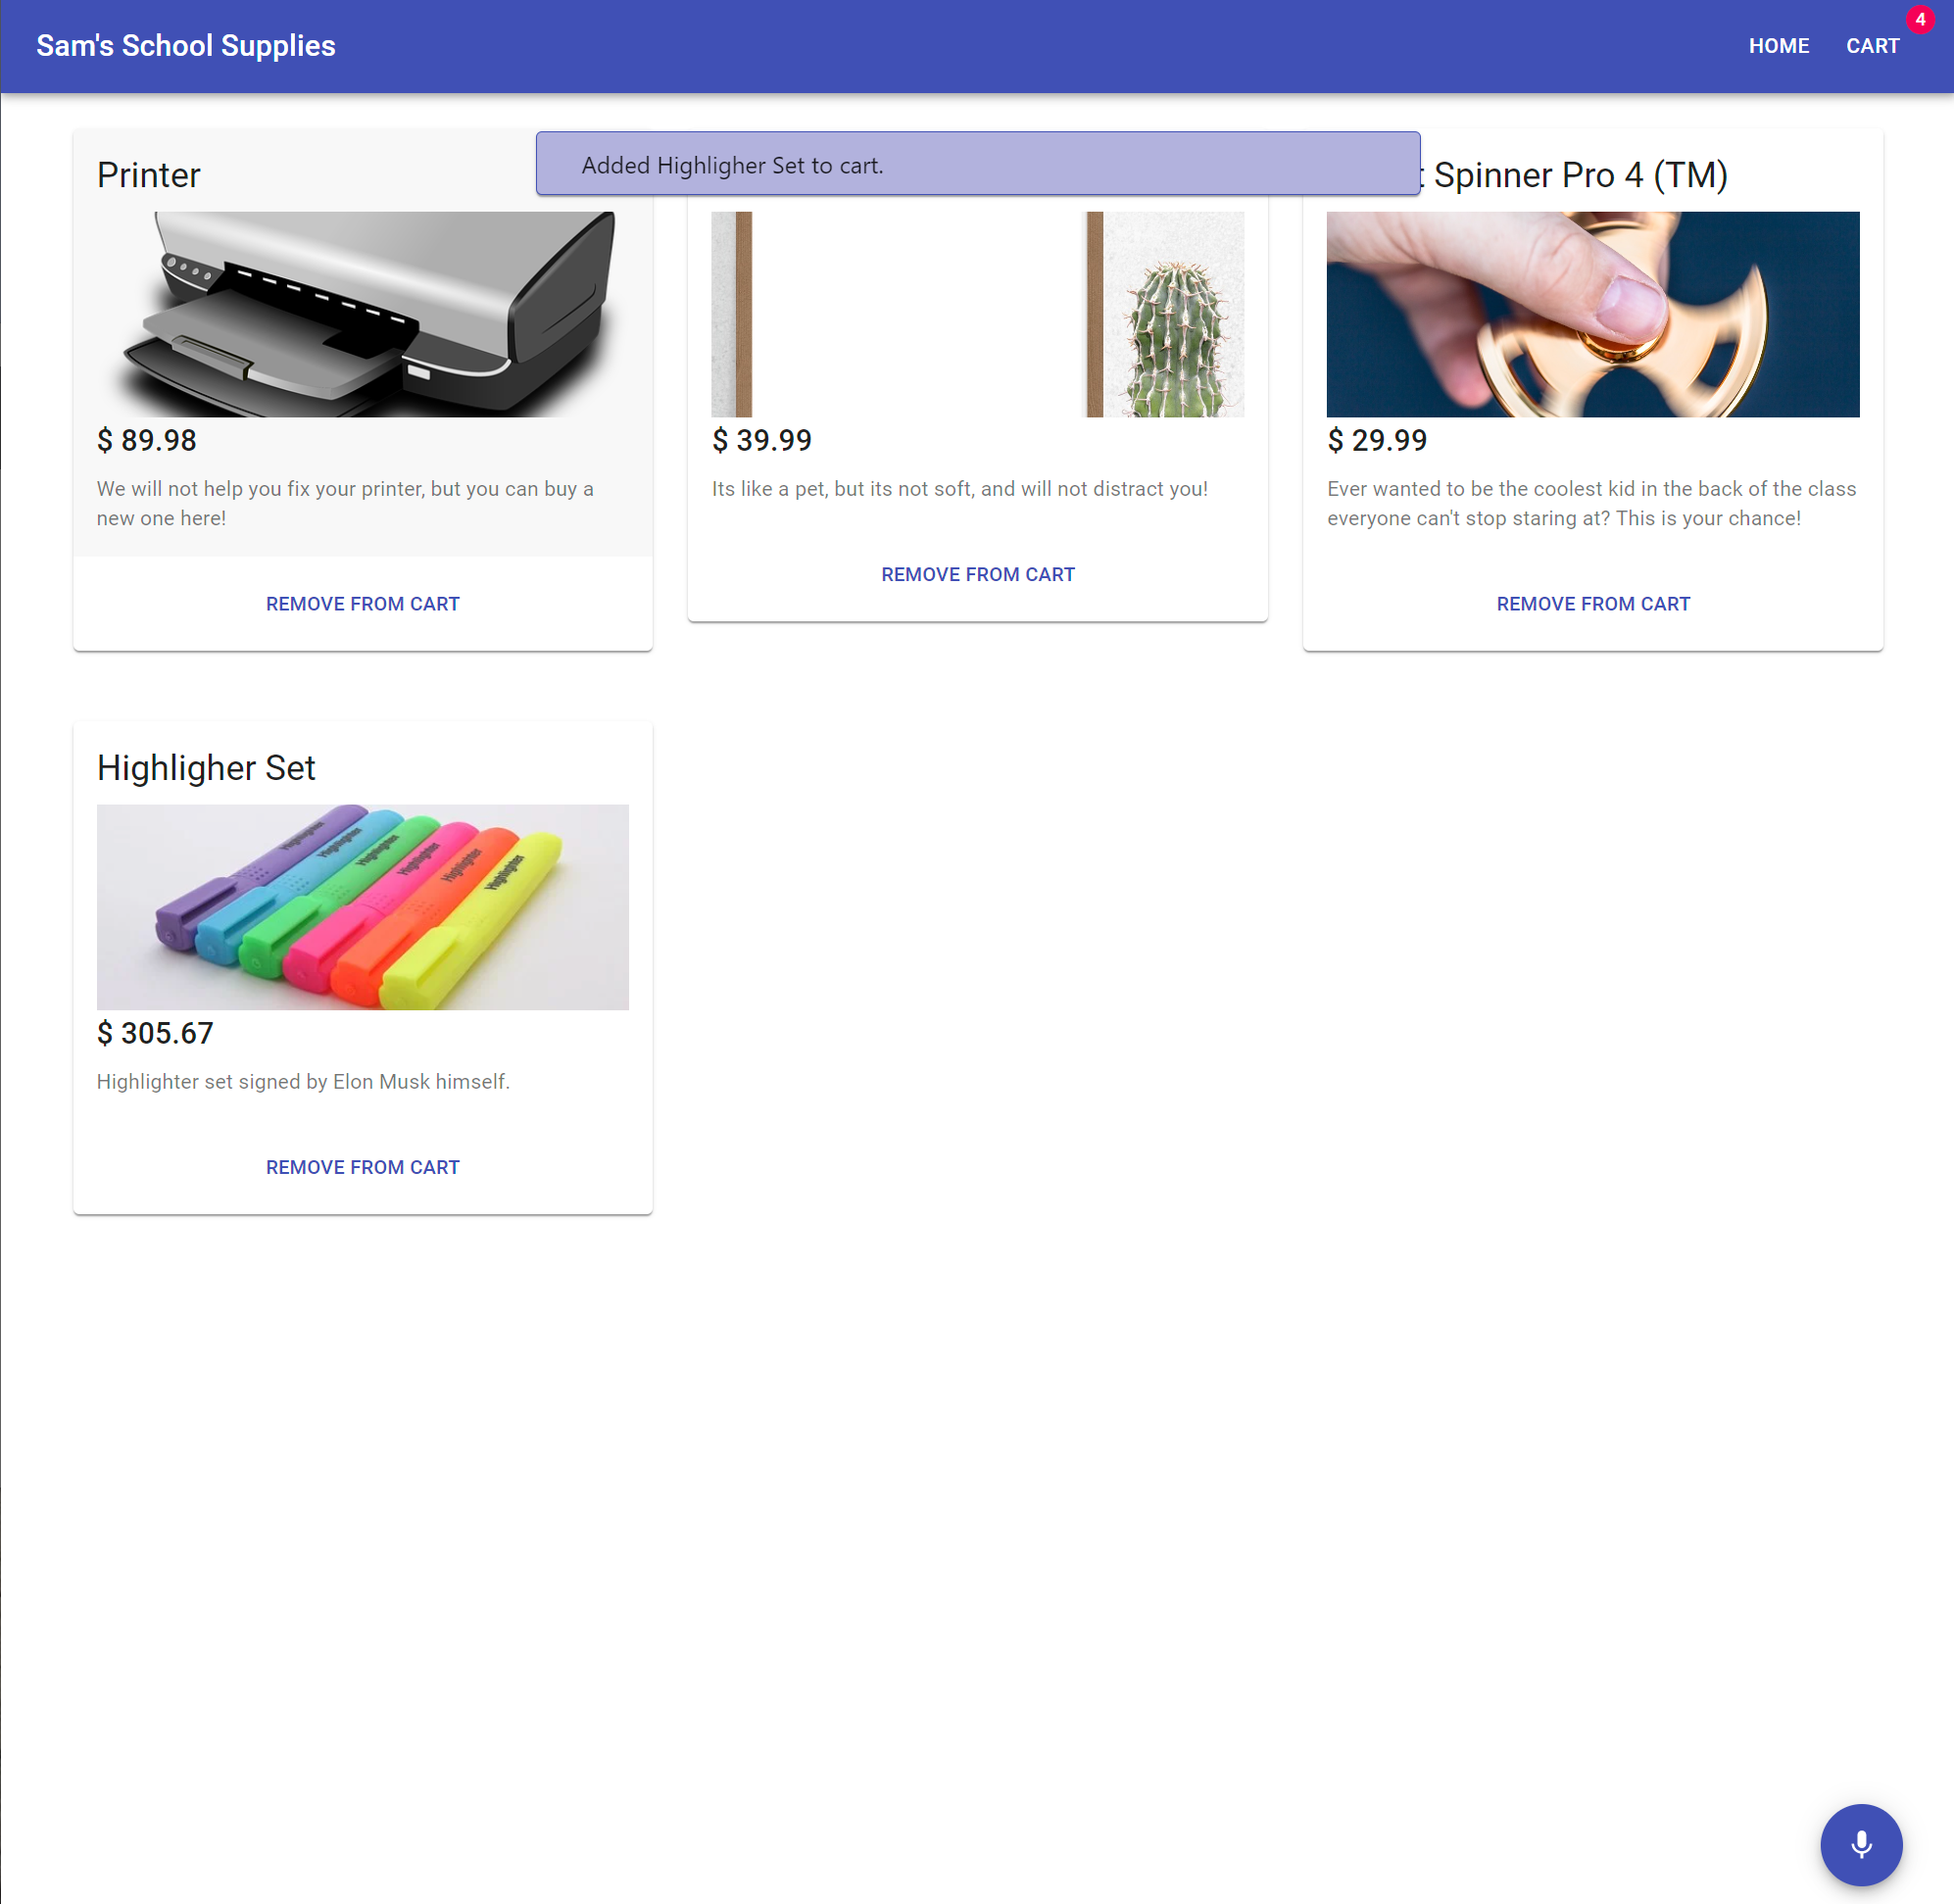 Sam's School Supplies
HOME
CART
4
Added Highligher Set to cart.
Printer
$ 89.98
We will not help you fix your printer, but you can buy a
new one here!
REMOVE FROM CART
$ 39.99
Its like a pet, but its not soft, and will not distract you!
REMOVE FROM CART
Spinner Pro 4 (TM)
$ 29.99
Ever wanted to be the coolest kid in the back of the class
everyone can't stop staring at? This is your chance!
REMOVE FROM CART
Highligher Set
Highlighter
Highlighter
Highlighter
Highlighter
Highlighter
Highlighter
$ 305.67
Highlighter set signed by Elon Musk himself.
REMOVE FROM CART